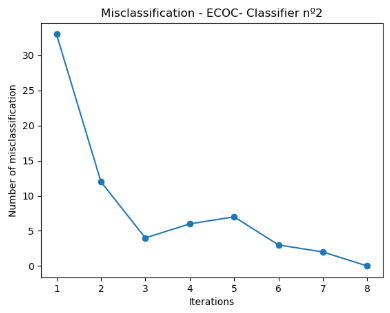 Misclassification - ECOC- Classifier nº2
Number of misclassification
30
25
20
15
10
5
0
1 2 3 4 5 6 7 8
Iterations